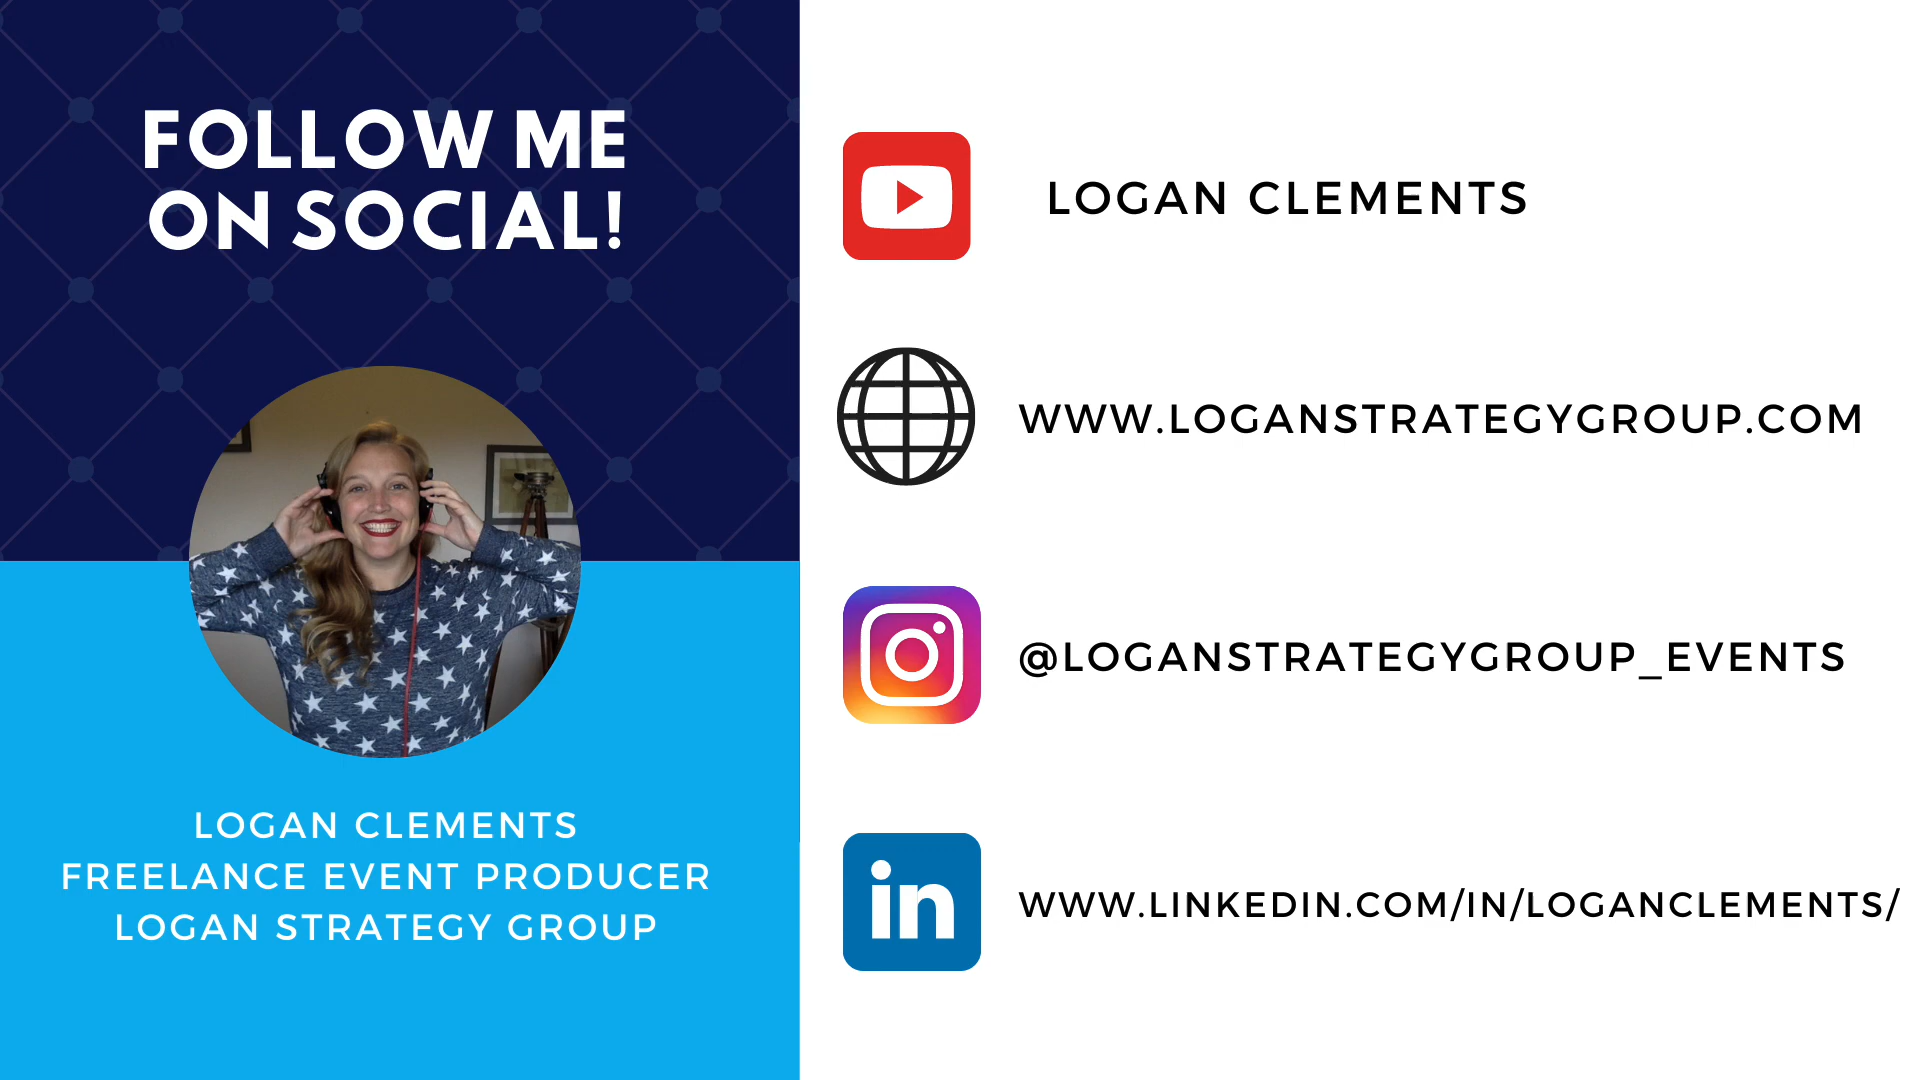 FOLLOW ME
ON SOCIAL!
LOGAN CLEMENTS
FREELANCE EVENT PRODUCER
LOGAN STRATEGY GROUP
LOGAN CLEMENTS
WWW.LOGANSTRATEGYGROUP.COM
@LOGANSTRATEGYGROUP_EVENTS
in
WWW.LINKEDIN.COM/IN/LOGANCLEMENTS/